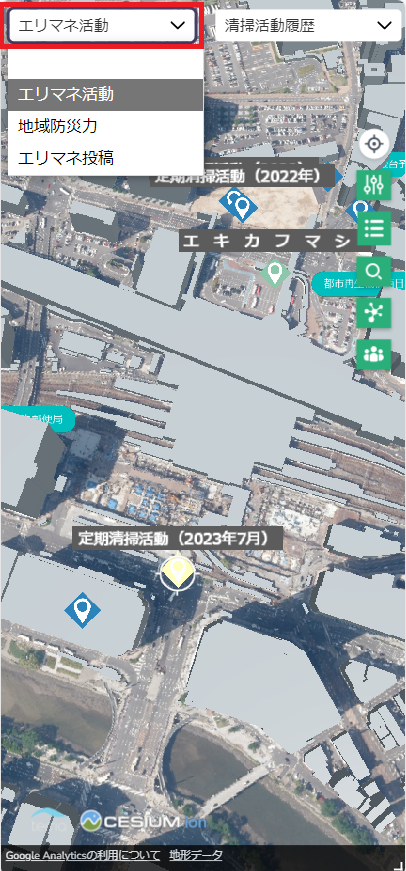 エリマネ活動
清掃活動履歴
エリマネ活動
地域防災力
エリマネ投稿
定期清掃活動（2022年）
エキカフマシ
都市再生
便局
定期清掃活動（2023年7月）
CESIUM ion
Google Analyticsの利用について 地形データ